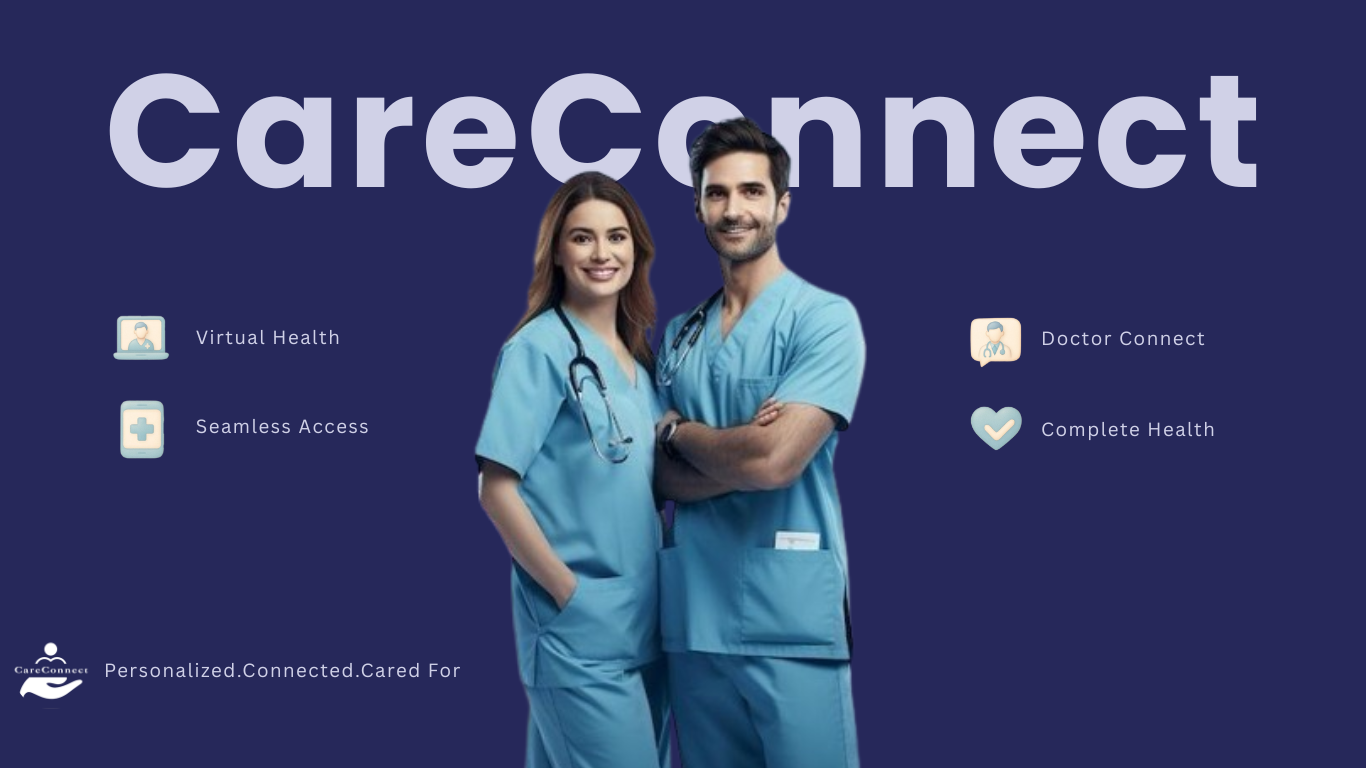 CareConnect
Virtual Health
Doctor Connect
Seamless Access
Complete Health
CareConnect
Personalized.Connected.Cared For